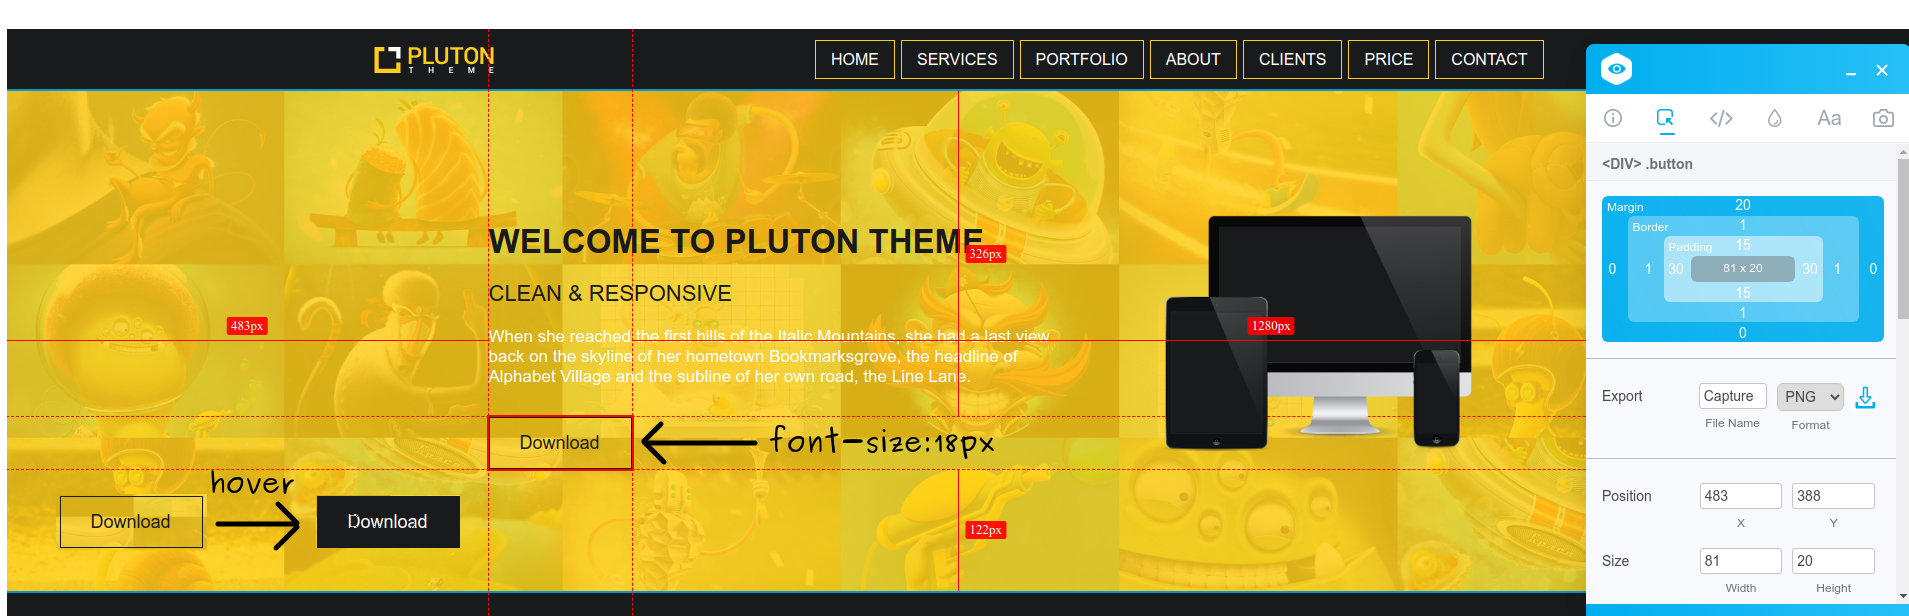 PLUTON
THEME
HOME
SERVICES
PORTFOLIO
ABOUT
CLIENTS
PRICE
CONTACT
WELCOME TO PLUTON THEME
326px
CLEAN & RESPONSIVE
483px
1280px
When she reached the first hills of the Italic Mountains, she had a last view
back on the skyline of her hometown Bookmarksgrove, the headline of
Alphabet Village and the subline of her own road, the Line Lane.
Download
font-size:18px
hover
Download
Download
122px
Aa
<DIV> .button
Margin
20
Border
1
Padding
15
0 1 30 81 x 20 30 1 0
15
1
0
Export
Capture
PNG
File Name
Format
Position
483
388
X
Y
Size
81
20
Width
Height